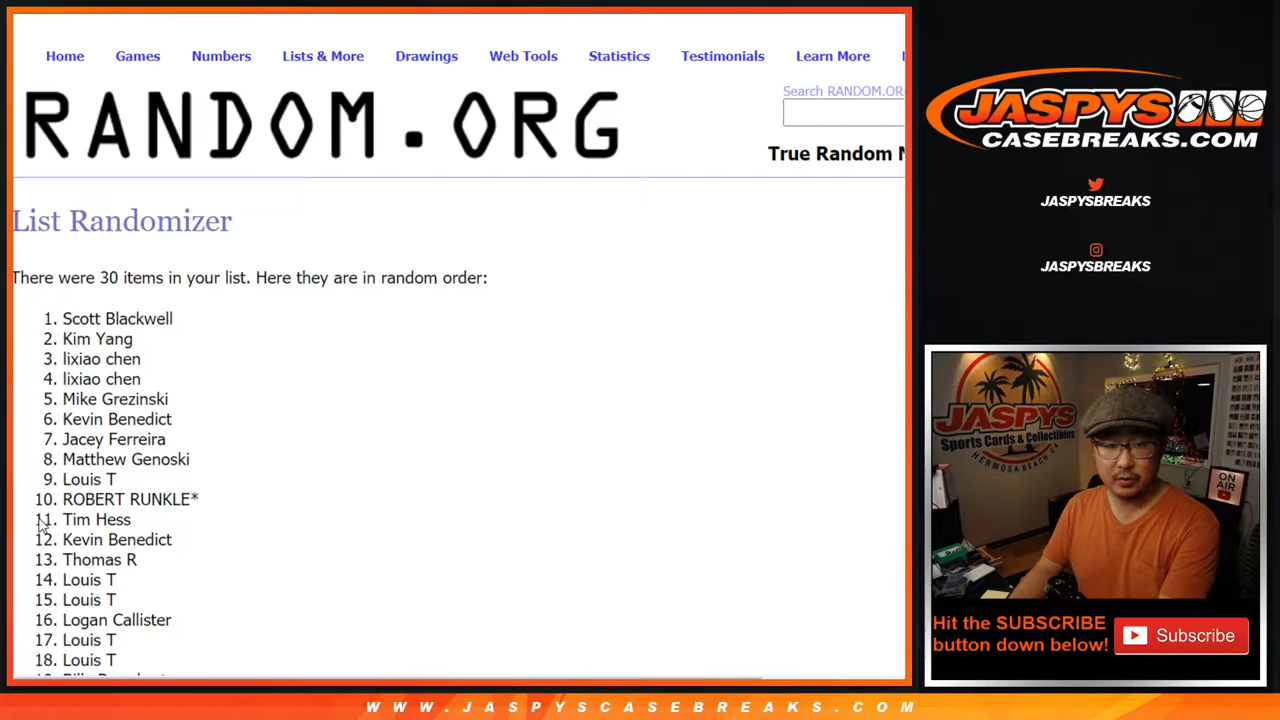 Home Games Numbers Lists & More Drawings Web Tools Statistics Testimonials Learn More
RANDOM.ORG
Search RANDOM.OR
True Random
List Randomizer
There were 30 items in your list. Here they are in random order:
1. Scott Blackwell
2. Kim Yang
3. lixiao chen
4. lixiao chen
5. Mike Grezinski
6. Kevin Benedict
7. Jacey Ferreira
8. Matthew Genoski
9. Louis T
10. ROBERT RUNKLE*
11. Tim Hess
12. Kevin Benedict
13. Thomas R
14. Louis T
15. Louis T
16. Logan Callister
17. Louis T
18. Louis T
JASPYS
CASEBREAKS.COM
JASPYSBREAKS
JASPYSBREAKS
JASPYS
Sports Cards & Collectibles
HERMOSA BEACH CA
ON AIR
Hit the SUBSCRIBE
button down below!
Subscribe
WWW.JASPYSCASEBREAKS.COM